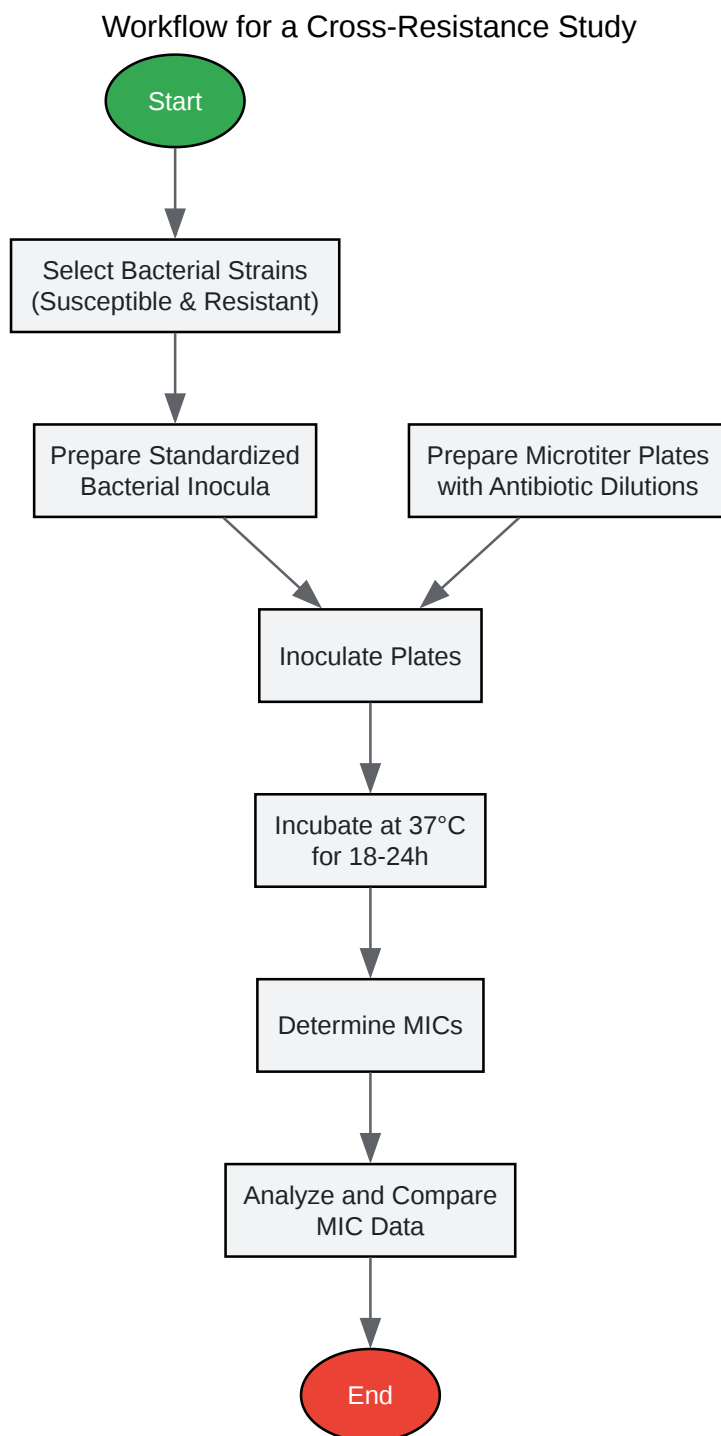 Workflow for a Cross-Resistance Study
Start
Select Bacterial Strains
(Susceptible & Resistant)
Prepare Standardized
Bacterial Inocula
Prepare Microtiter Plates
with Antibiotic Dilutions
Inoculate Plates
Incubate at 37°C
for 18-24h
Determine MICs
Analyze and Compare
MIC Data
End